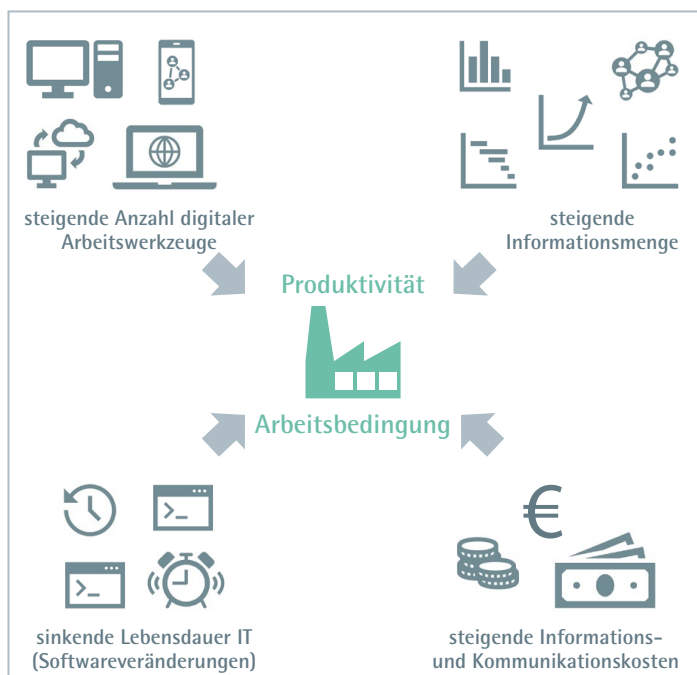 steigende Anzahl digitaler
Arbeitswerkzeuge
steigende
Informationsmenge
Produktivität
Arbeitsbedingung
>_
>_
€
sinkende Lebensdauer IT
(Softwareveränderungen)
steigende Informations-
und Kommunikationskosten